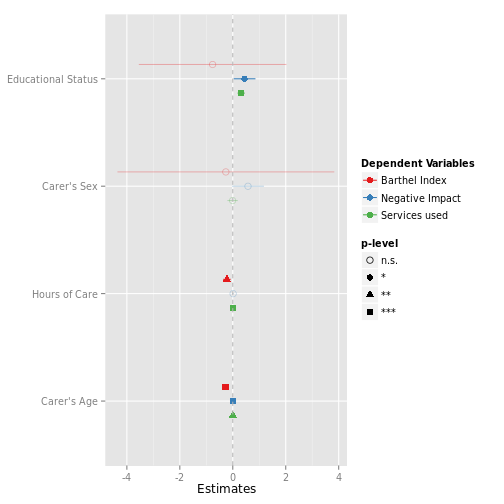 Educational Status
Carer's Sex
Hours of Care
Carer's Age
-4 -2 0 2 4
Estimates
Dependent Variables
Barthel Index
Negative Impact
Services used
p-level
n.s.
*
**
***